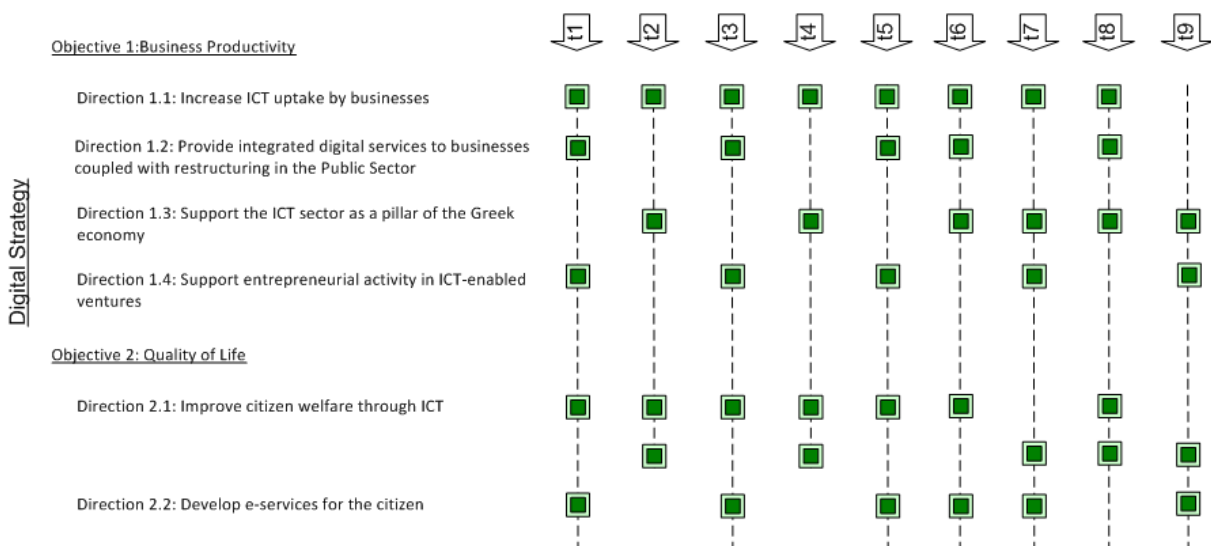 t1 t2 t3 t4 t5 t6 t7 t8 t9
Objective 1:Business Productivity
Direction 1.1: Increase ICT uptake by businesses
Direction 1.2: Provide integrated digital services to businesses
coupled with restructuring in the Public Sector
Direction 1.3: Support the ICT sector as a pillar of the Greek
economy
Direction 1.4: Support entrepreneurial activity in ICT-enabled
ventures
Digital Strategy
Objective 2: Quality of Life
Direction 2.1: Improve citizen welfare through ICT
Direction 2.2: Develop e-services for the citizen